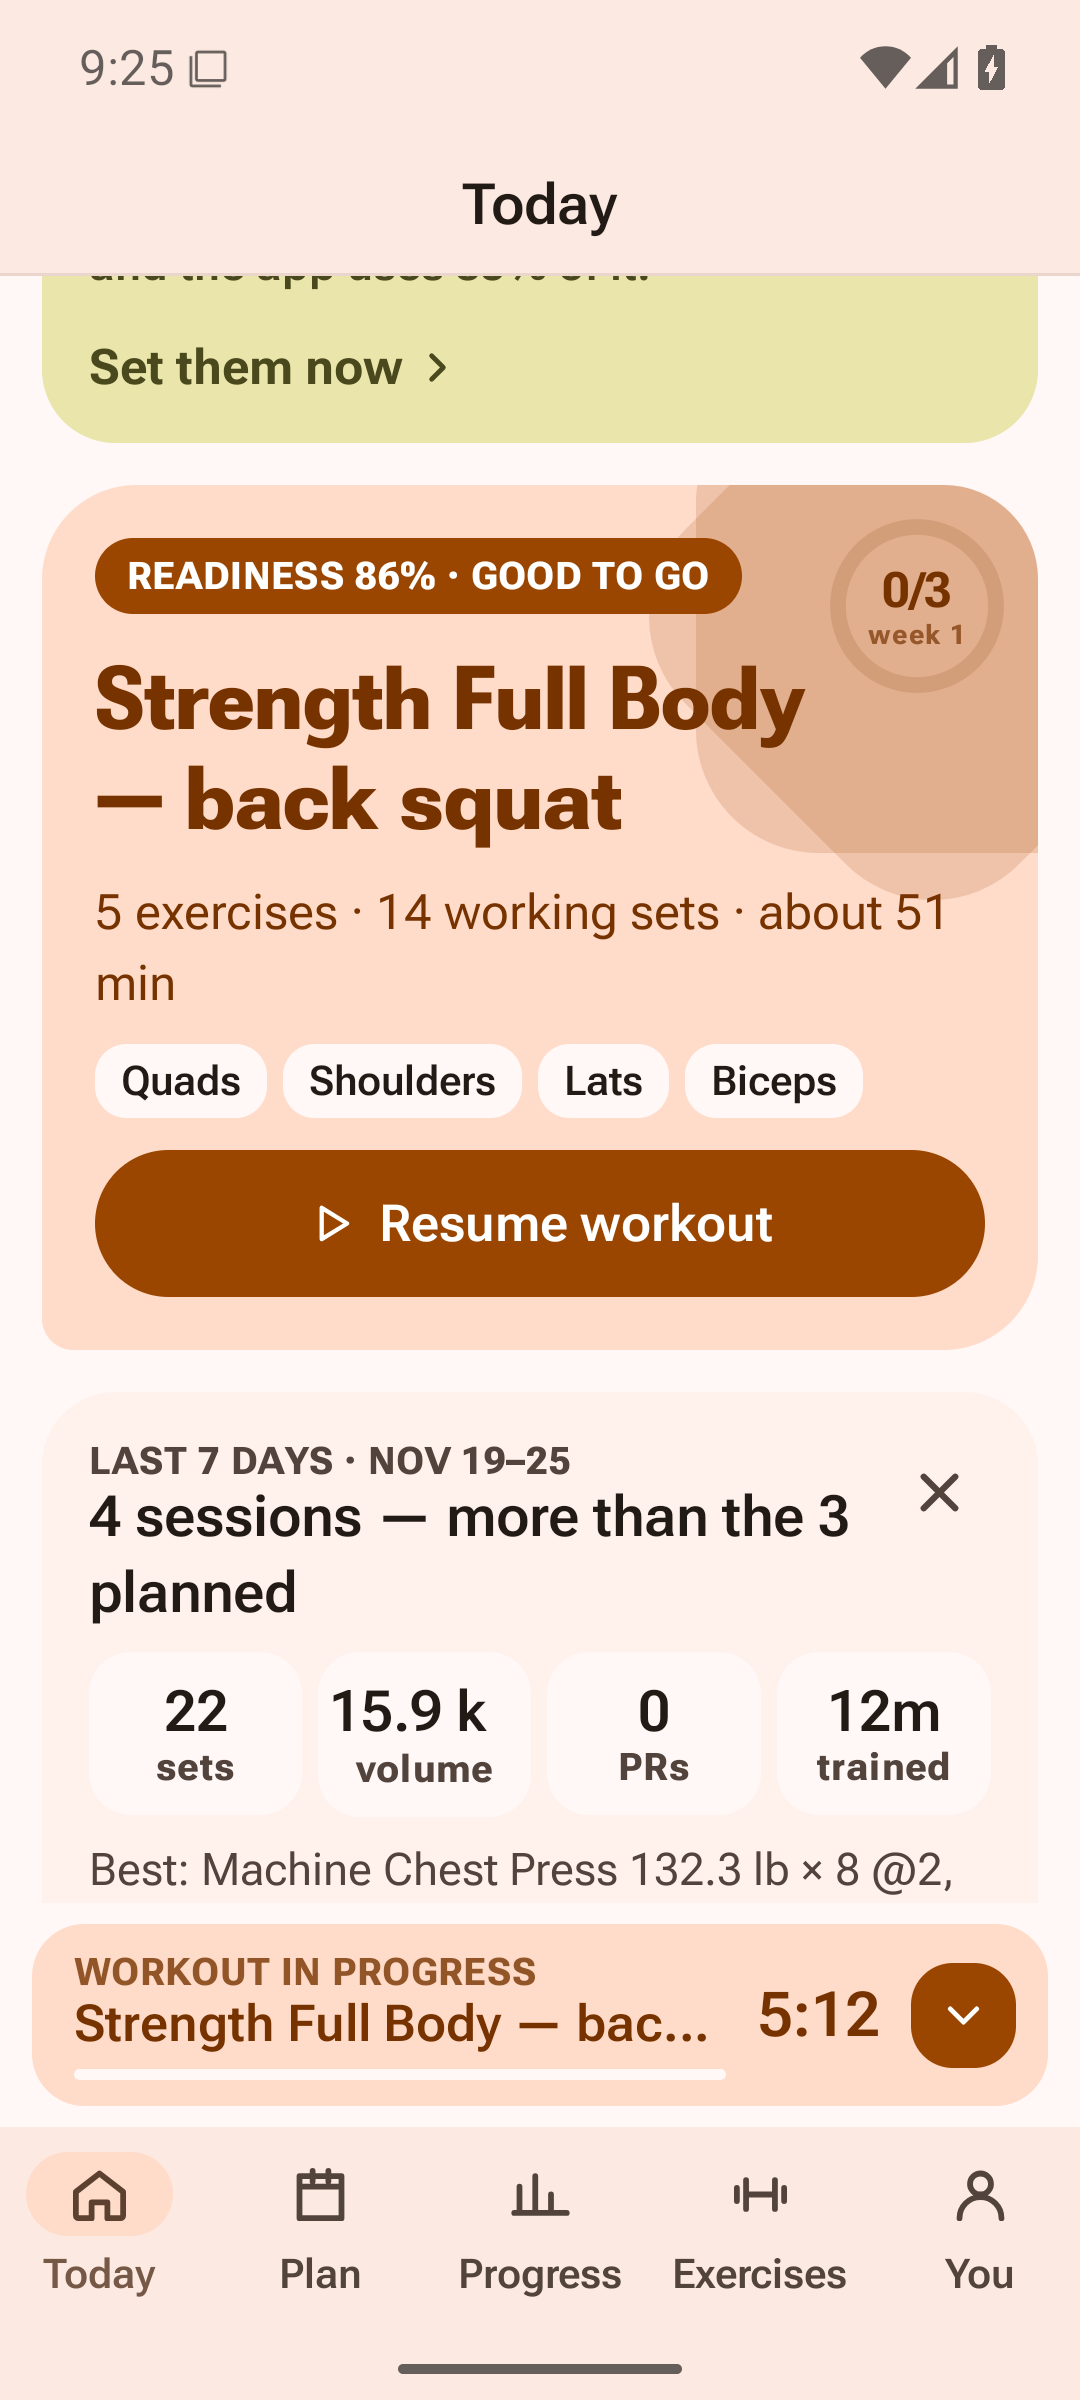 9:25
Today
Set them now
READINESS 86% · GOOD TO GO
0/3
week 1
Strength Full Body
— back squat
5 exercises · 14 working sets · about 51
min
Quads
Shoulders
Lats
Biceps
Resume workout
LAST 7 DAYS · NOV 19–25
4 sessions — more than the 3
planned
22
sets
15.9 k
volume
0
PRs
12m
trained
Best: Machine Chest Press 132.3 lb × 8 @2,
WORKOUT IN PROGRESS
Strength Full Body — bac...
5:12
Today
Plan
Progress
Exercises
You